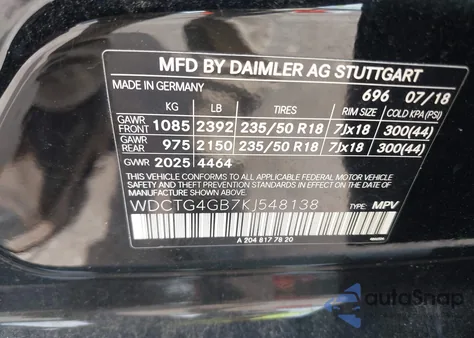 MFD BY DAIMLER AG STUTTGART
MADE IN GERMANY 696 07/18
KG LB TIRES RIM SIZE COLD KPA (PSI)
GAWR FRONT 1085 2392 235/50 R18 7Jx18 300(44)
GAWR REAR 975 2150 235/50 R18 7Jx18 300(44)
GVWR 2025 4464
THIS VEHICLE CONFORMS
TO ALL APPLICABLE FEDERAL MOTOR VEHICLE
SAFETY STANDARDS IN EFFECT ON THE DATE OF
MANUFACTURE SHOWN ABOVE.
WDCTG4GB7KJ548138 TYPE: MPV
A 204 817 78 20
autoSnap